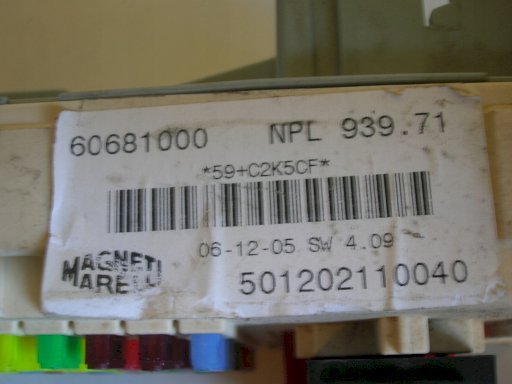 60681000 NPL 939.71
*59+C2K5CF*
06-12-05 SW 4.09
MAGNETI
MARELLI
501202110040